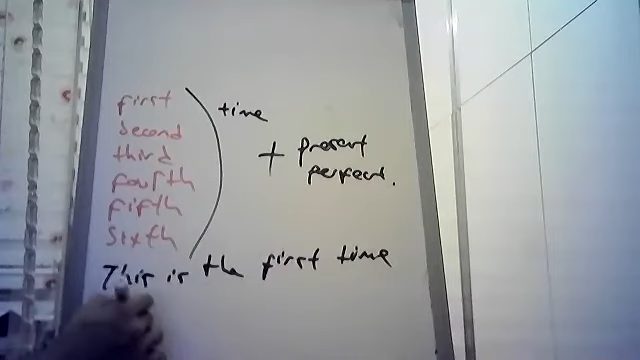 first
second
third
fourth
fifth
sixth
time
+ present
perfect.
This is the first time